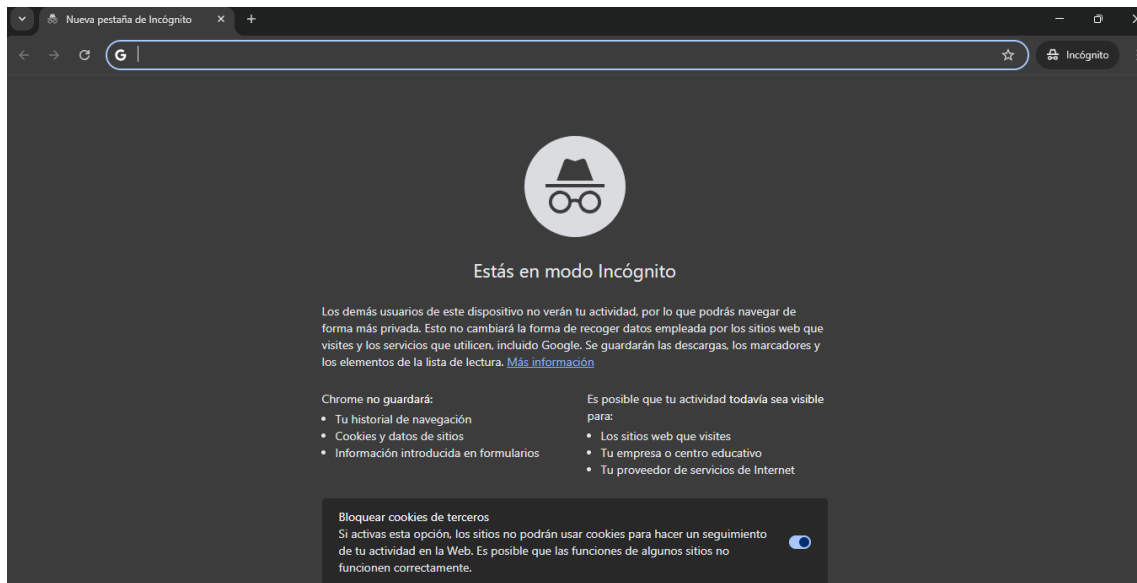 Nueva pestaña de Incógnito
G
Incógnito
Estás en modo Incógnito
Los demás usuarios de este dispositivo no verán tu actividad, por lo que podrás navegar de
forma más privada. Esto no cambiará la forma de recoger datos empleada por los sitios web que
visites y los servicios que utilicen, incluido Google. Se guardarán las descargas, los marcadores y
los elementos de la lista de lectura. Más información
Chrome no guardará:
• Tu historial de navegación
• Cookies y datos de sitios
• Información introducida en formularios
Es posible que tu actividad todavía sea visible
para:
• Los sitios web que visites
• Tu empresa o centro educativo
• Tu proveedor de servicios de Internet
Bloquear cookies de terceros
Si activas esta opción, los sitios no podrán usar cookies para hacer un seguimiento
de tu actividad en la Web. Es posible que las funciones de algunos sitios no
funcionen correctamente.